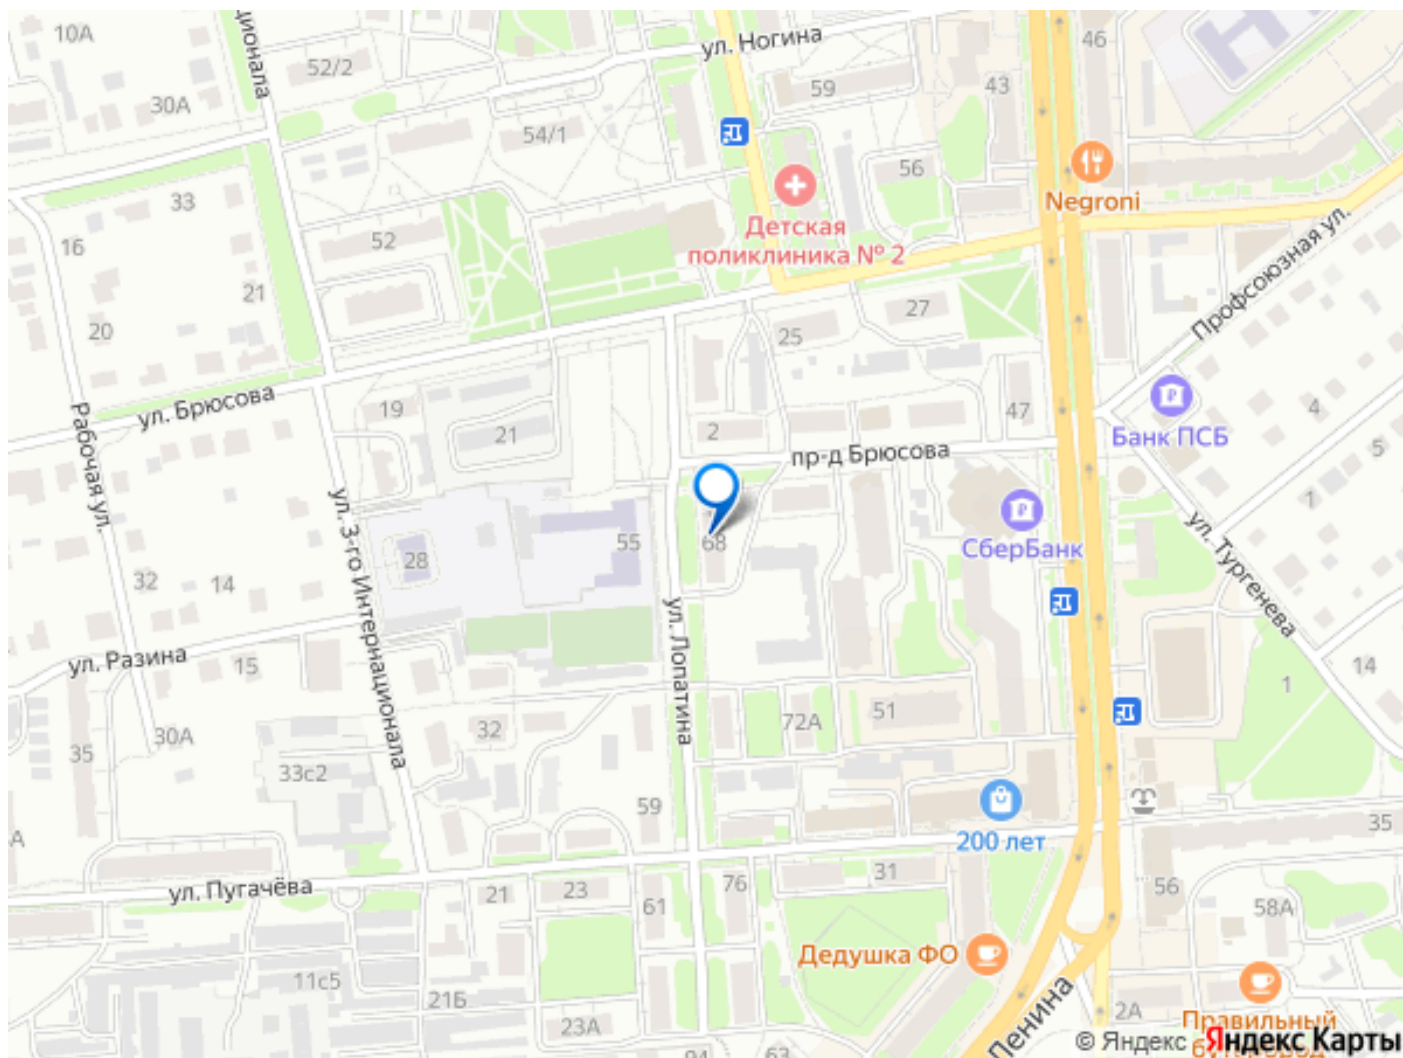 10А
ционала
52/2
ул. Ногина
59
43
46
30А
54/1
56
Negroni
33
52
Детская
поликлиника № 2
16
21
20
27
25
Профсоюзная ул.
ул. Брюсова
19
21
2
47
4
Банк ПСБ
5
пр-д Брюсова
Рабочая ул.
1
ул. 3-го Интернационала
55
68
СберБанк
28
ул. Тургенева
32
14
ул. Лопатина
ул. Разина
15
14
1
30А
35
32
72А
51
33с2
59
200 лет
35
А
ул. Пугачёва
21
23
61
76
31
56
58А
Дедушка ФО
11с5
21Б
23А
Ленина
2А
Правильный
© Яндекс Яндекс Карты